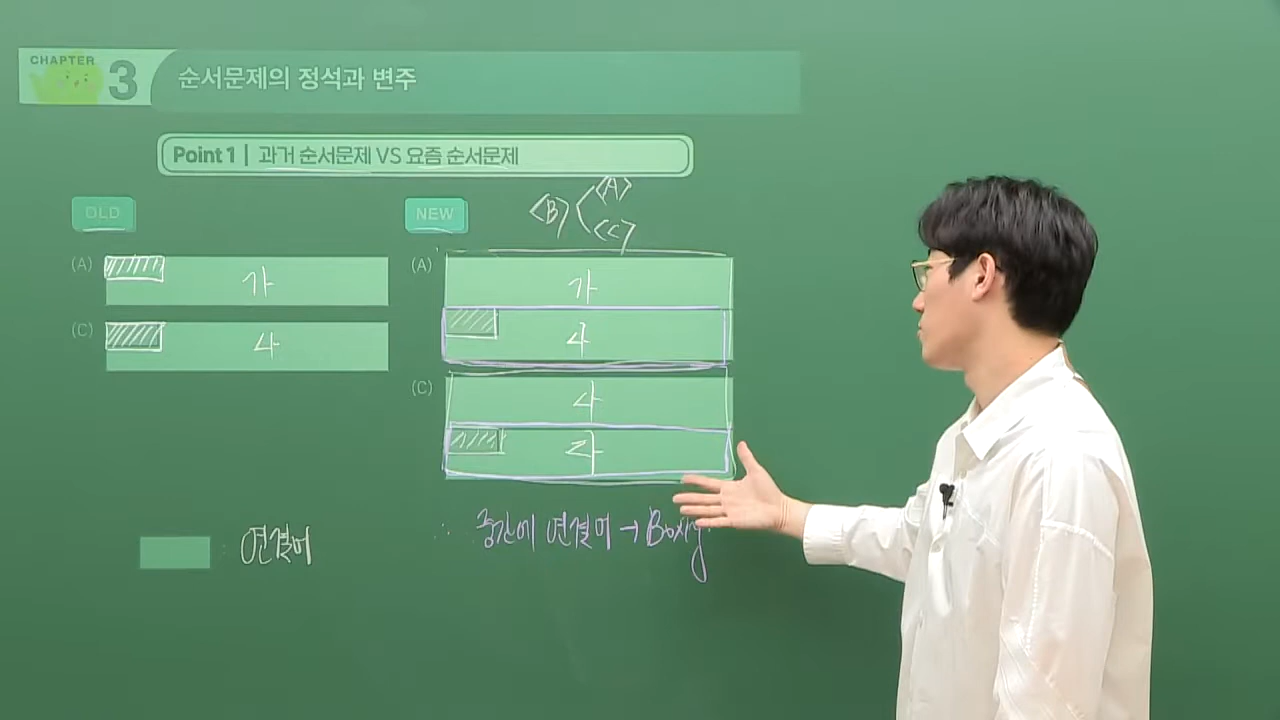 CHAPTER 3 순서문제의 정석과 변주
Point 1 | 과거 순서문제 VS 요즘 순서문제
OLD
(A) 가
(C) 나
NEW
<B> <A>
<C>
(A) 가
나
(C) 다
라
: 연결어
∴ 중간에 연결어 → Boxing.